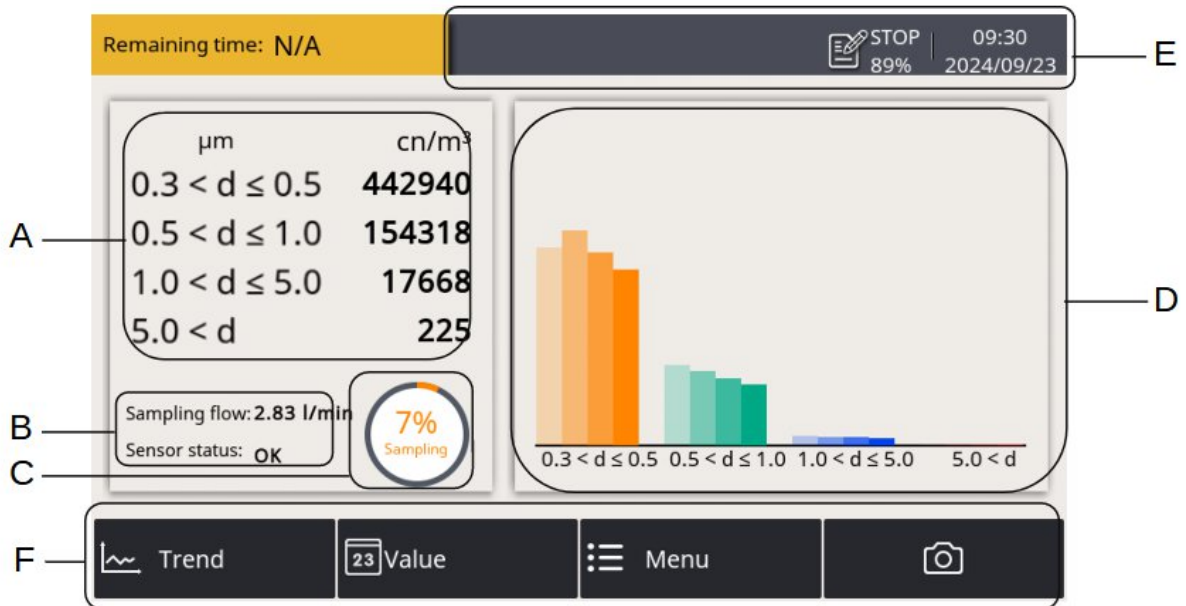 Remaining time: N/A
STOP
89%
09:30
2024/09/23
E
µm cn/m³
0.3 < d ≤ 0.5 442940
A
0.5 < d ≤ 1.0 154318
1.0 < d ≤ 5.0 17668
5.0 < d 225
D
B
Sampling flow: 2.83 l/min
Sensor status: OK
C
7%
Sampling
0.3 < d ≤ 0.5 0.5 < d ≤ 1.0 1.0 < d ≤ 5.0 5.0 < d
F
Trend
23 Value
Menu